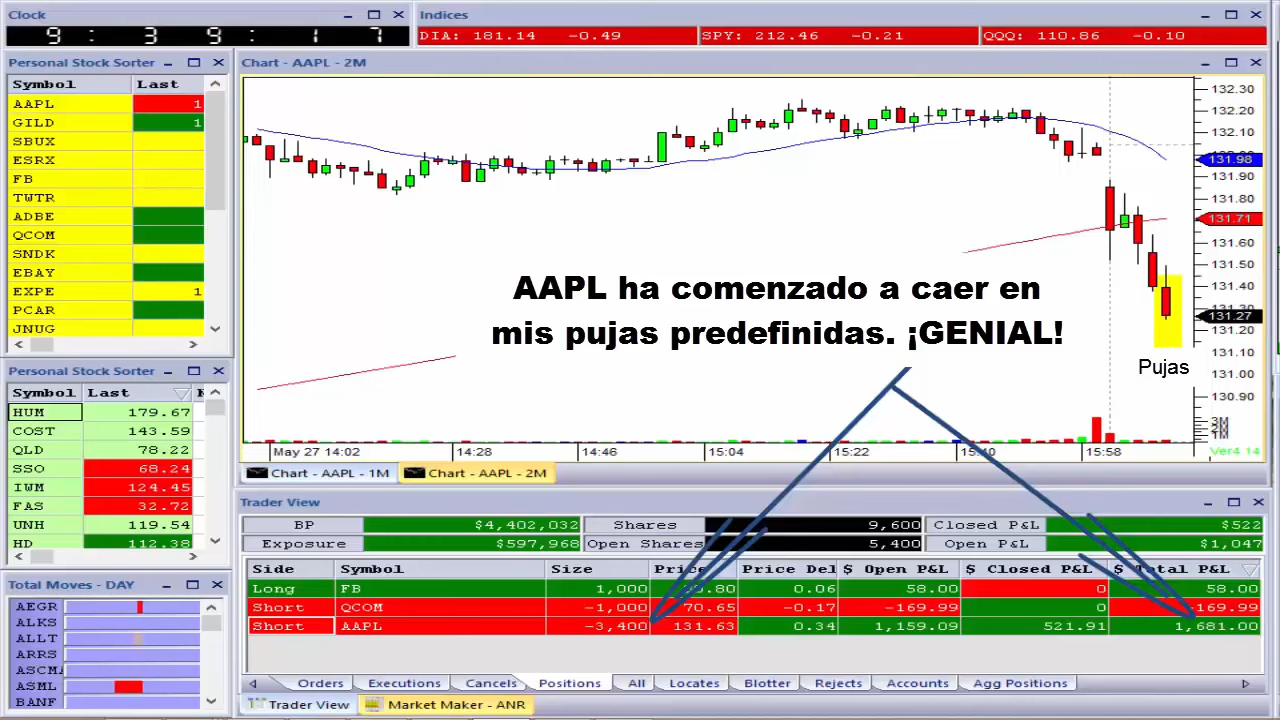 Clock
9 : 3 9 : 1 7
Indices
DIA: 181.14 -0.49 SPY: 212.46 -0.21 QQQ: 110.86 -0.10
Personal Stock Sorter
Symbol Last
AAPL 1
GILD 1
SBUX
ESRX
FB
TWTR
ADBE
QCOM
SNDK
EBAY
EXPE 1
PCAR
JNUG
Chart - AAPL - 2M
132.30
132.20
132.10
131.98
131.90
131.80
131.71
131.60
131.50
131.40
131.27
131.10
131.00
130.90
3M
1M
Ver4 14
AAPL ha comenzado a caer en
mis pujas predefinidas. ¡GENIAL!
Pujas
May 27 14:02 14:28 14:46 15:04 15:22 15:40 15:58
Chart - AAPL - 1M Chart - AAPL - 2M
Personal Stock Sorter
Symbol Last
HUM 179.67
COST 143.59
QLD 78.22
SSO 68.24
IWM 124.45
FAS 32.72
UNH 119.54
HD 112.38
Trader View
BP $4,402,032 Shares 9,600 Closed P&L $522
Exposure $597,968 Open Shares 5,400 Open P&L $1,047
Side Symbol Size Price Price Del $ Open P&L $ Closed P&L $ Total P&L
Long FB 1,000 0.06 58.00 0 58.00
Short QCOM -1,000 70.65 -0.17 -169.99 0 -169.99
Short AAPL -3,400 131.63 0.34 1,159.09 521.91 1,681.00
Orders Executions Cancels Positions All Locates Blotter Rejects Accounts Agg Positions
Trader View Market Maker - ANR
Total Moves - DAY
AEGR
ALKS
ALLT
ARRS
ASCMA
ASML
BANF